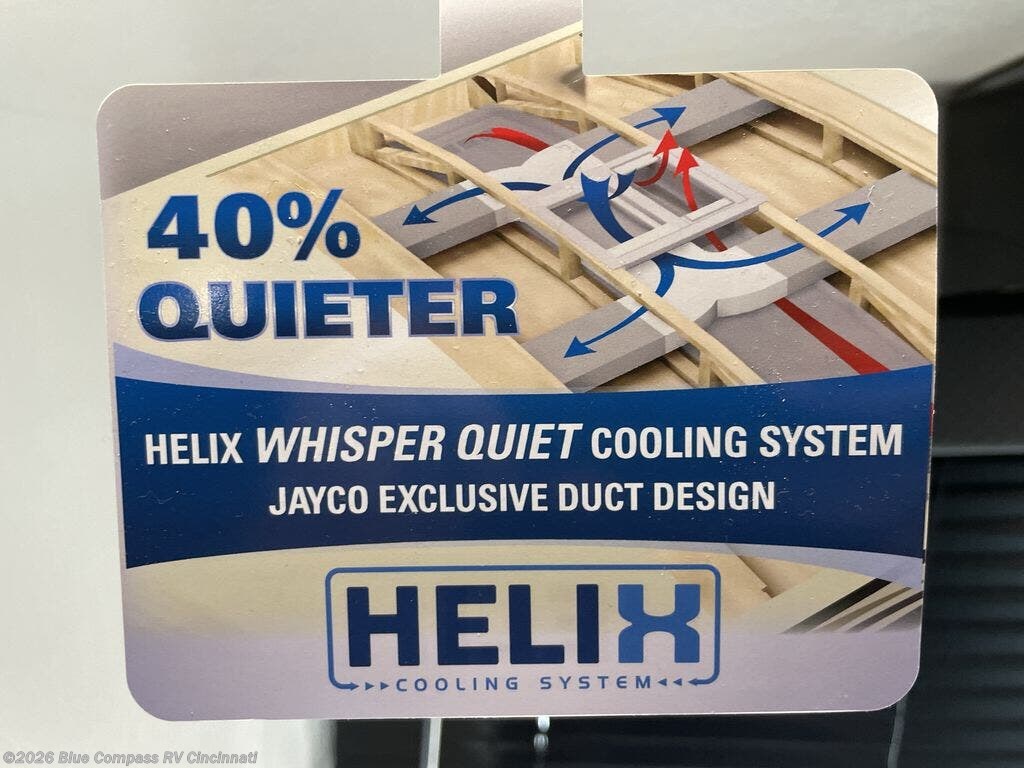 40%
QUIETER
HELIX WHISPER QUIET COOLING SYSTEM
JAYCO EXCLUSIVE DUCT DESIGN
HELIX
COOLING SYSTEM
©2026 Blue Compass RV Cincinnati